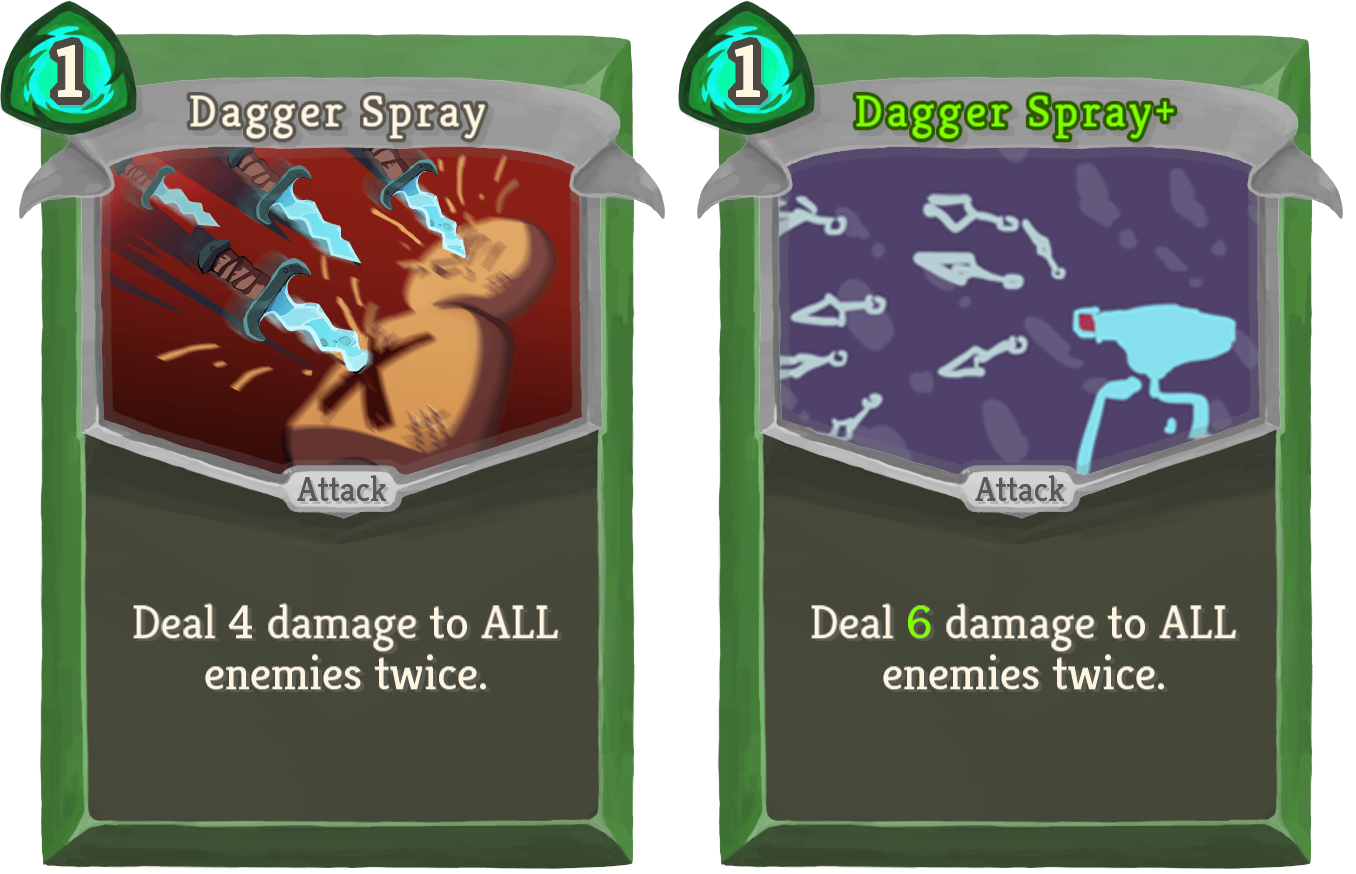 1
Dagger Spray
Attack
Deal 4 damage to ALL
enemies twice.
1
Dagger Spray+
Attack
Deal 6 damage to ALL
enemies twice.